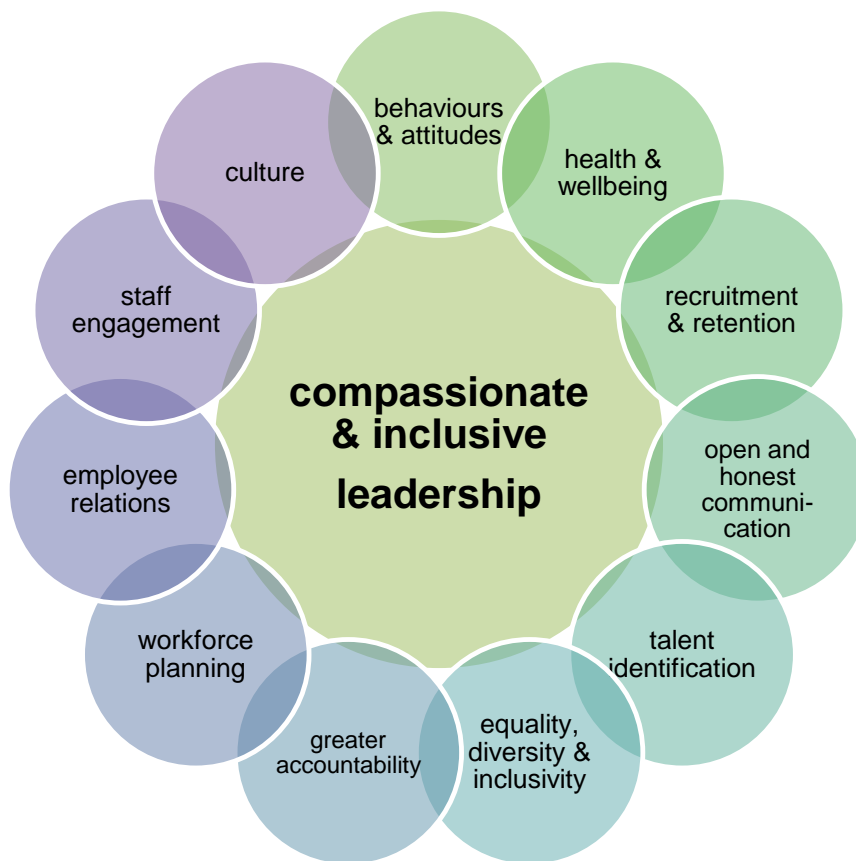 behaviours
& attitudes
health &
wellbeing
recruitment
& retention
open and
honest
communi-
cation
talent
identification
equality,
diversity &
inclusivity
greater
accountability
workforce
planning
employee
relations
staff
engagement
culture
compassionate
& inclusive
leadership